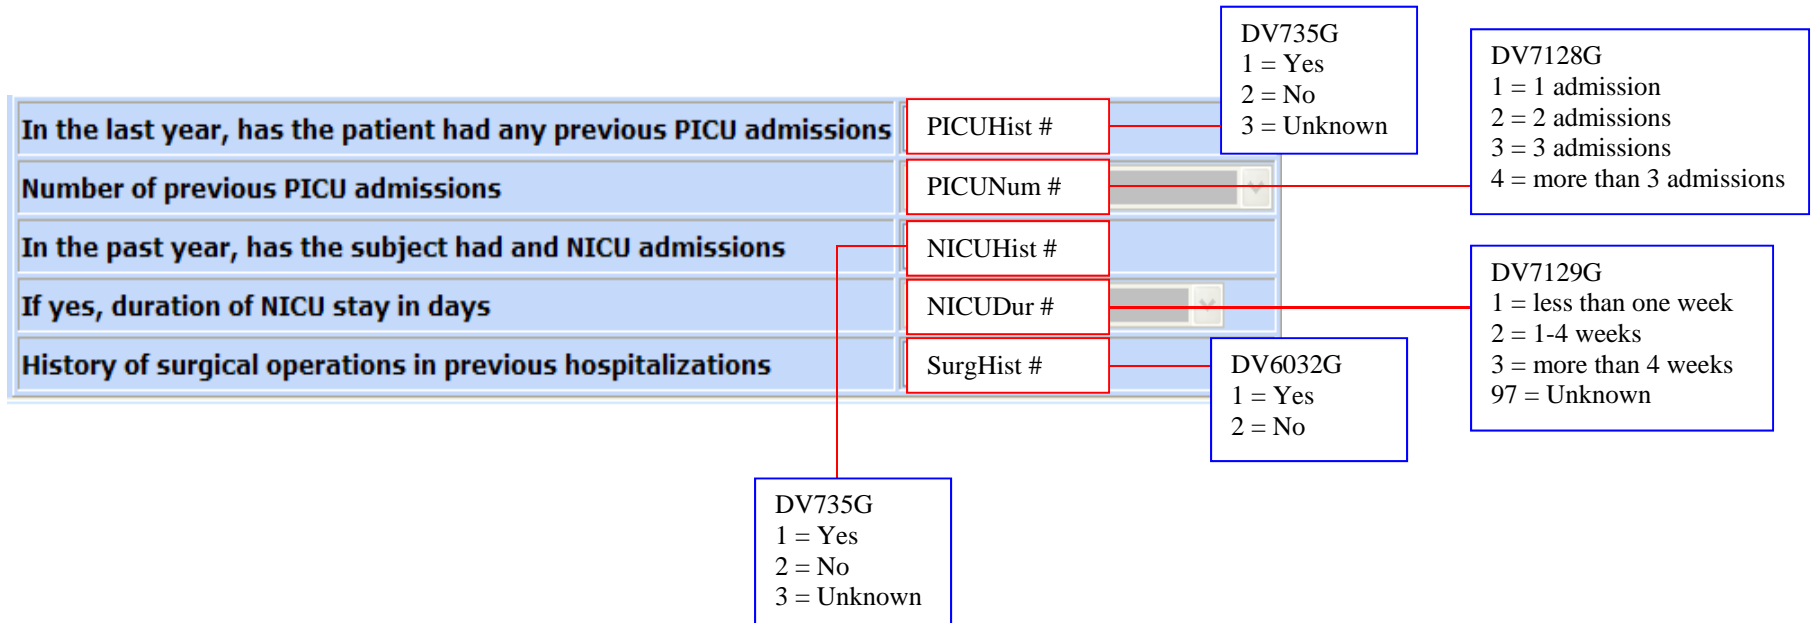 DV735G
1 = Yes
2 = No
3 = Unknown
DV7128G
1 = 1 admission
2 = 2 admissions
3 = 3 admissions
4 = more than 3 admissions
In the last year, has the patient had any previous PICU admissions
PICUHist #
Number of previous PICU admissions
PICUNum #
In the past year, has the subject had and NICU admissions
NICUHist #
If yes, duration of NICU stay in days
NICUDur #
History of surgical operations in previous hospitalizations
SurgHist #
DV7129G
1 = less than one week
2 = 1-4 weeks
3 = more than 4 weeks
97 = Unknown
DV6032G
1 = Yes
2 = No
DV735G
1 = Yes
2 = No
3 = Unknown